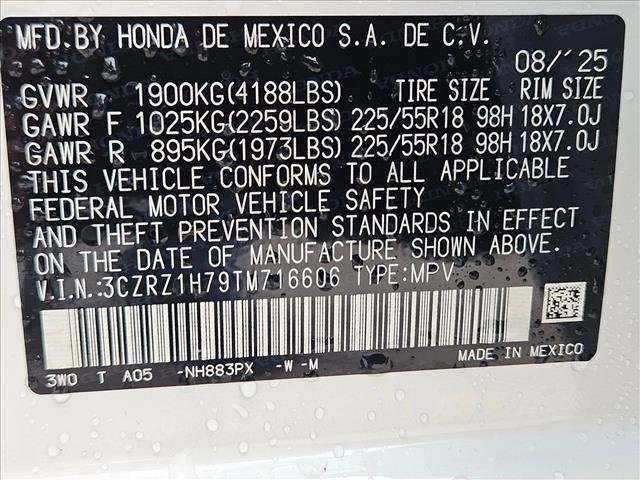 MFD.BY HONDA DE MEXICO S.A. DE C.V.
08/'25
GVWR 1900KG(4188LBS) TIRE SIZE RIM SIZE
GAWR F 1025KG(2259LBS) 225/55R18 98H 18X7.0J
GAWR R 895KG(1973LBS) 225/55R18 98H 18X7.0J
THIS VEHICLE CONFORMS TO ALL APPLICABLE
FEDERAL MOTOR VEHICLE SAFETY
AND THEFT PREVENTION STANDARDS IN EFFECT
ON THE DATE OF MANUFACTURE SHOWN ABOVE.
V.I.N.:3CZRZ1H79TM716606 TYPE:MPV
MADE IN MEXICO
3W0 T A05 -NH883PX -W -M